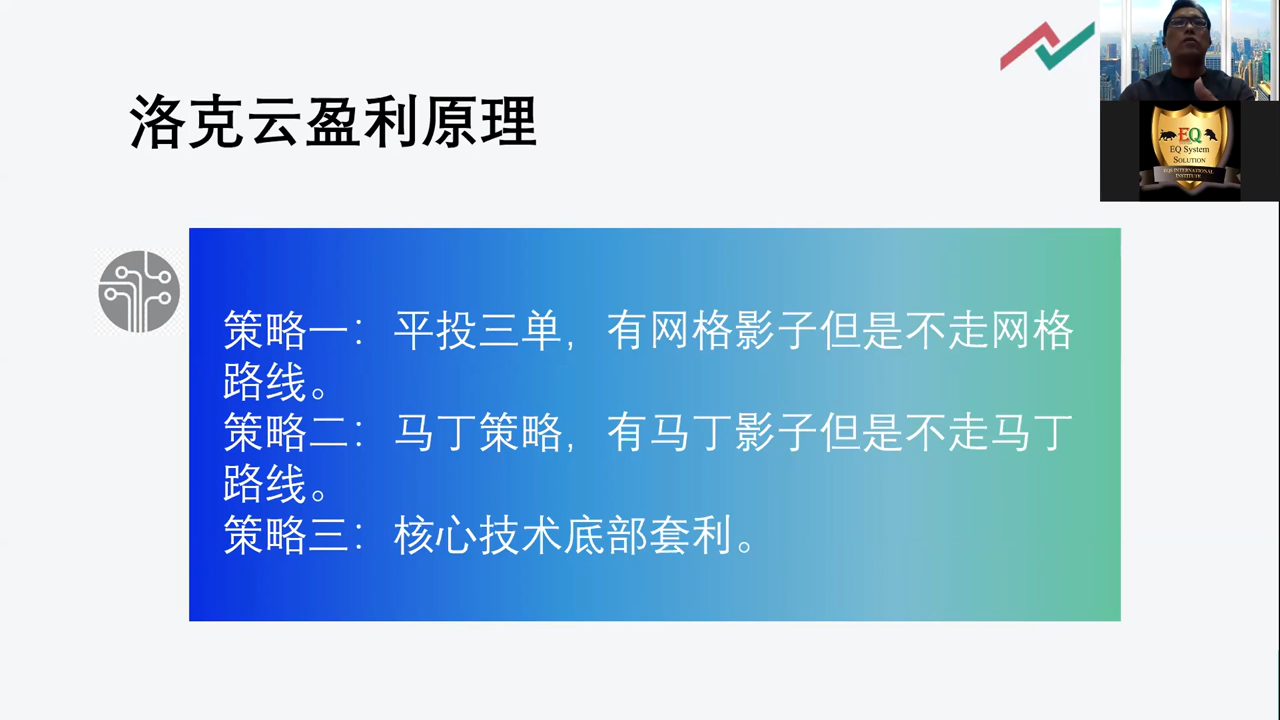 洛克云盈利原理
策略一：平投三单，有网格影子但是不走网格
路线。
策略二：马丁策略，有马丁影子但是不走马丁
路线。
策略三：核心技术底部套利。
EQ
EQ System
Solution
EQS INTERNATIONAL
INSTITUTE